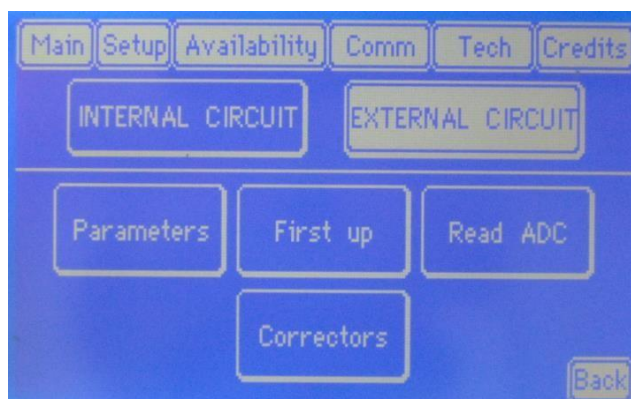 Main Setup Availability Comm Tech Credits
INTERNAL CIRCUIT EXTERNAL CIRCUIT
Parameters First up Read ADC
Correctors
Back